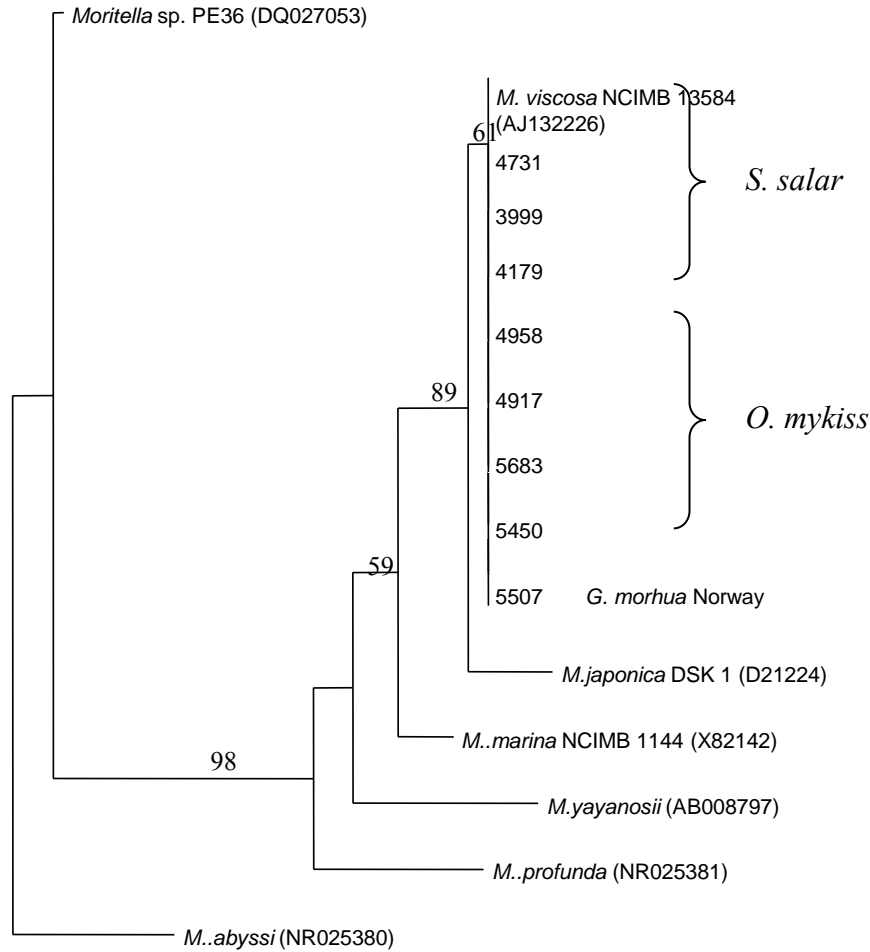 Moritella sp. PE36 (DQ027053)
M. viscosa NCIMB 13584
(AJ132226)
61
4731
S. salar
3999
4179
4958
89
4917
O. mykiss
5683
5450
59
5507 G. morhua Norway
M.japonica DSK 1 (D21224)
M..marina NCIMB 1144 (X82142)
98
M.yayanosii (AB008797)
M..profunda (NR025381)
M..abyssi (NR025380)